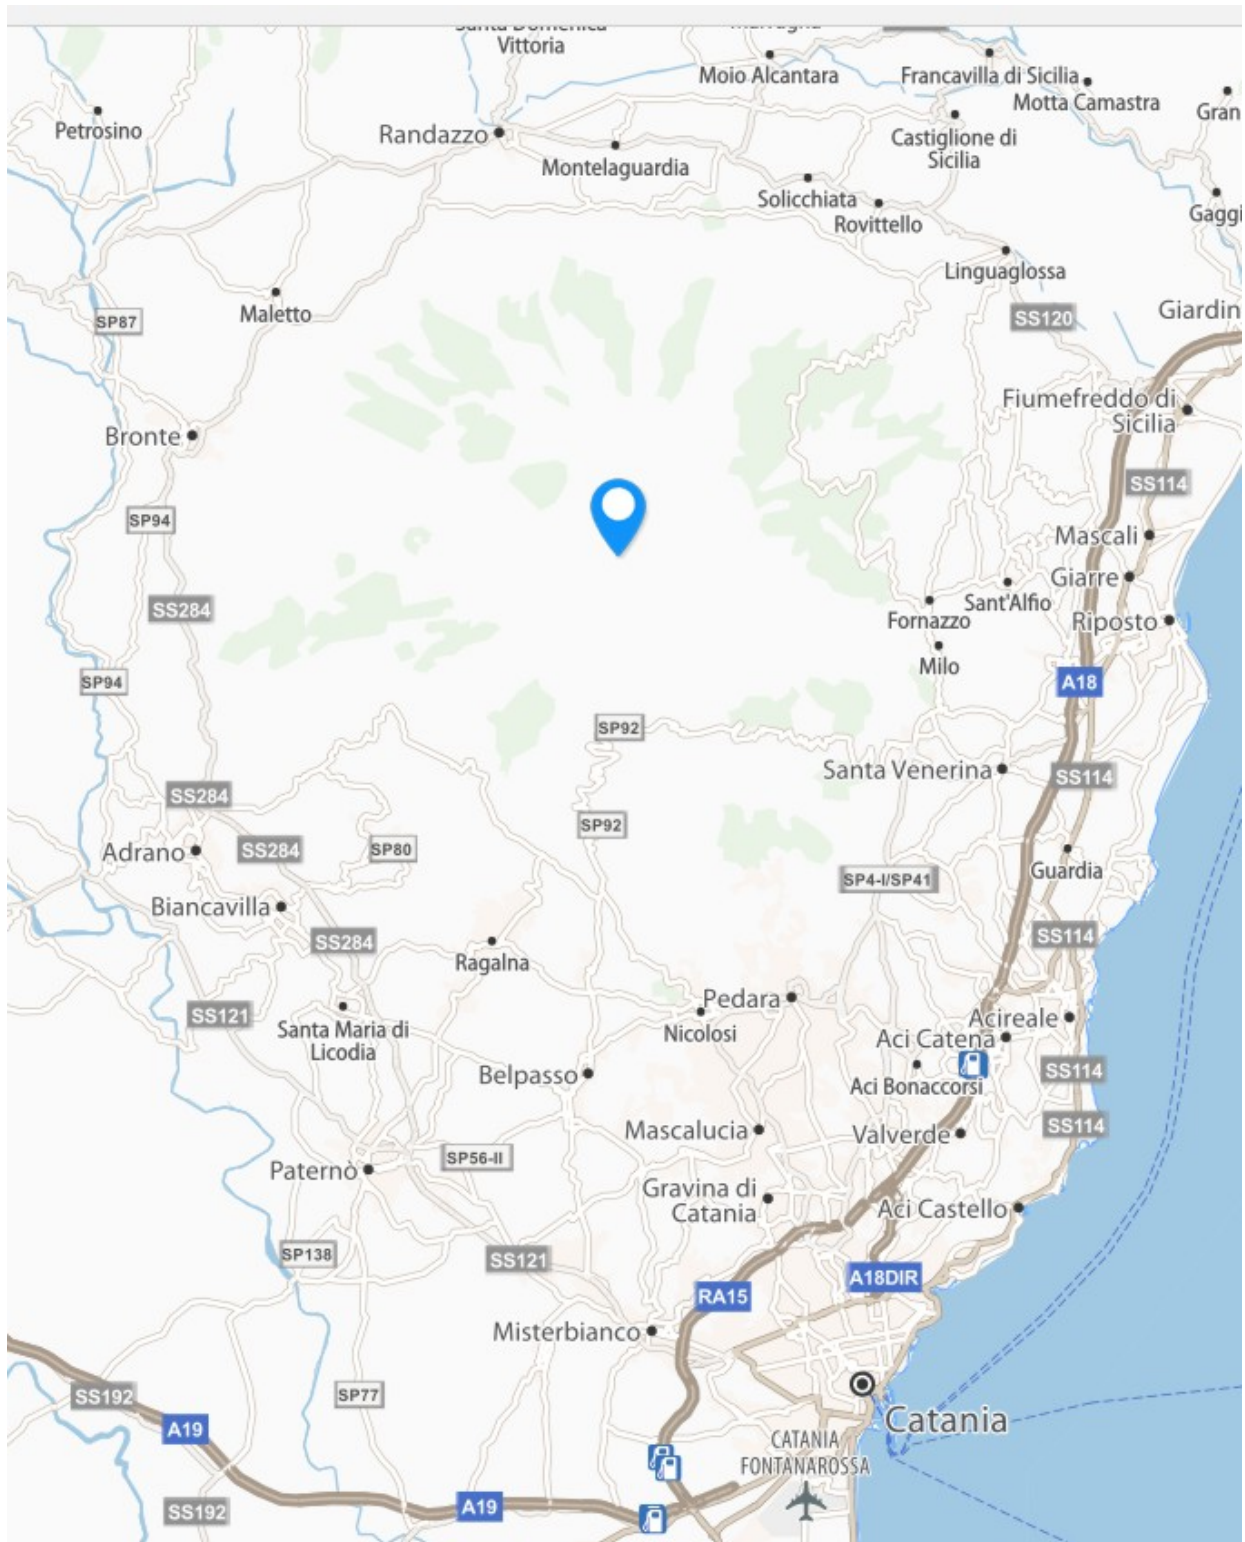 Vittoria
Moio Alcantara
Francavilla di Sicilia
Motta Camastra
Gran
Petrosino
Randazzo
Montelaguardia
Castiglione di
Sicilia
Solicchiata
Rovittello
Gaggi
Linguaglossa
Maletto
SP87
SS120
Giardin
Fiumefreddo di
Sicilia
Bronte
SS114
SP94
Mascali
Giarre
SS284
Sant'Alfio
Fornazzo
Riposto
Milo
SP94
A18
SP92
Santa Venerina
SS114
SS284
SP92
Adrano
SS284
SP80
Guardia
SP4-I/SP41
Biancavilla
SS284
SS114
Ragalna
Pedara
SS121
Santa Maria di
Licodia
Nicolosi
Acireale
Aci Catena
Belpasso
Aci Bonaccorsi
SS114
Mascalucia
Valverde
SS114
Paternò
SP56-II
Gravina di
Catania
Aci Castello
SP138
SS121
A18DIR
RA15
Misterbianco
SS192
SP77
A19
Catania
CATANIA
FONTANAROSSA
SS192
A19